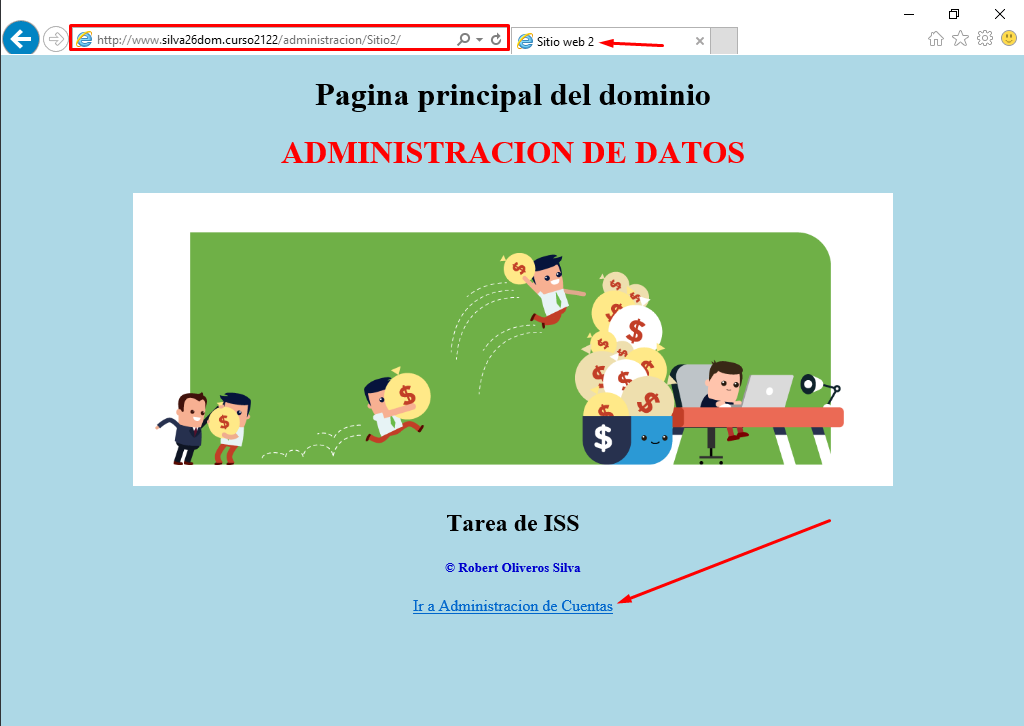 http://www.silva26dom.curso2122/administracion/Sitio2/
Sitio web 2
Pagina principal del dominio
ADMINISTRACION DE DATOS
Tarea de ISS
© Robert Oliveros Silva
Ir a Administracion de Cuentas